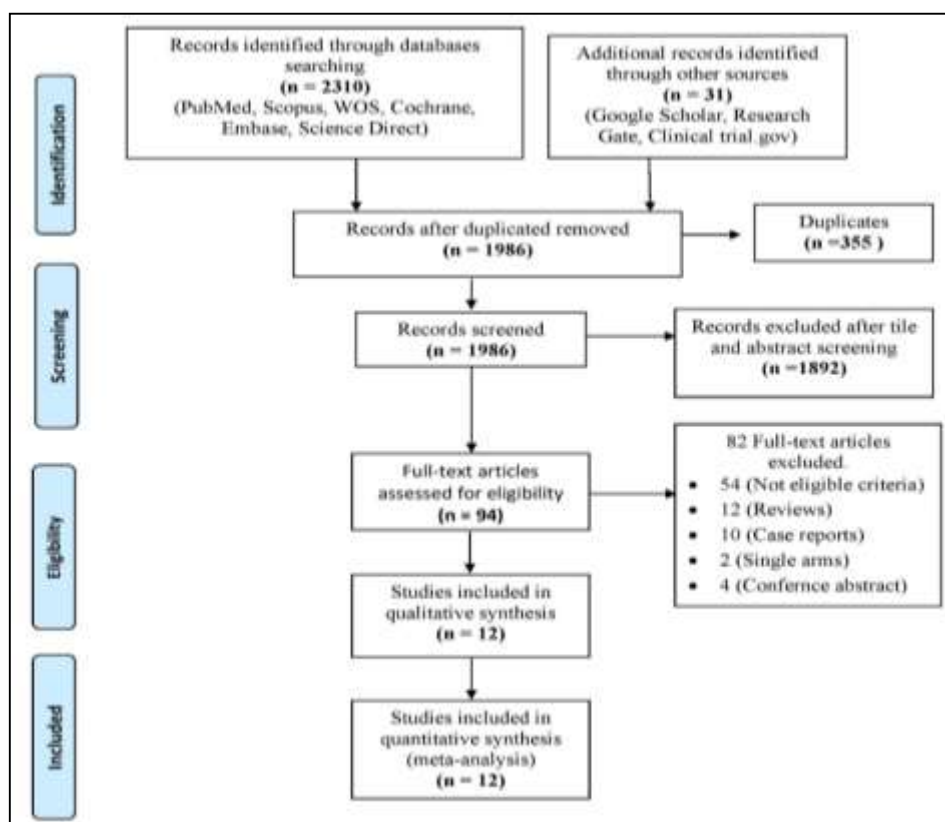 Records identified through databases
searching
(n = 2310)
(PubMed, Scopus, WOS, Cochrane,
Embase, Science Direct)
Additional records identified
through other sources
(n = 31)
(Google Scholar, Research
Gate, Clinical trial.gov)
Identification
Records after duplicated removed
(n = 1986)
Duplicates
(n =355 )
Screening
Records screened
(n = 1986)
Records excluded after tile
and abstract screening
(n =1892)
Eligibility
Full-text articles
assessed for eligibility
(n = 94)
82 Full-text articles
excluded.
• 54 (Not eligible criteria)
• 12 (Reviews)
• 10 (Case reports)
• 2 (Single arms)
• 4 (Confernce abstract)
Studies included in
qualitative synthesis
(n = 12)
Included
Studies included in
quantitative synthesis
(meta-analysis)
(n = 12)